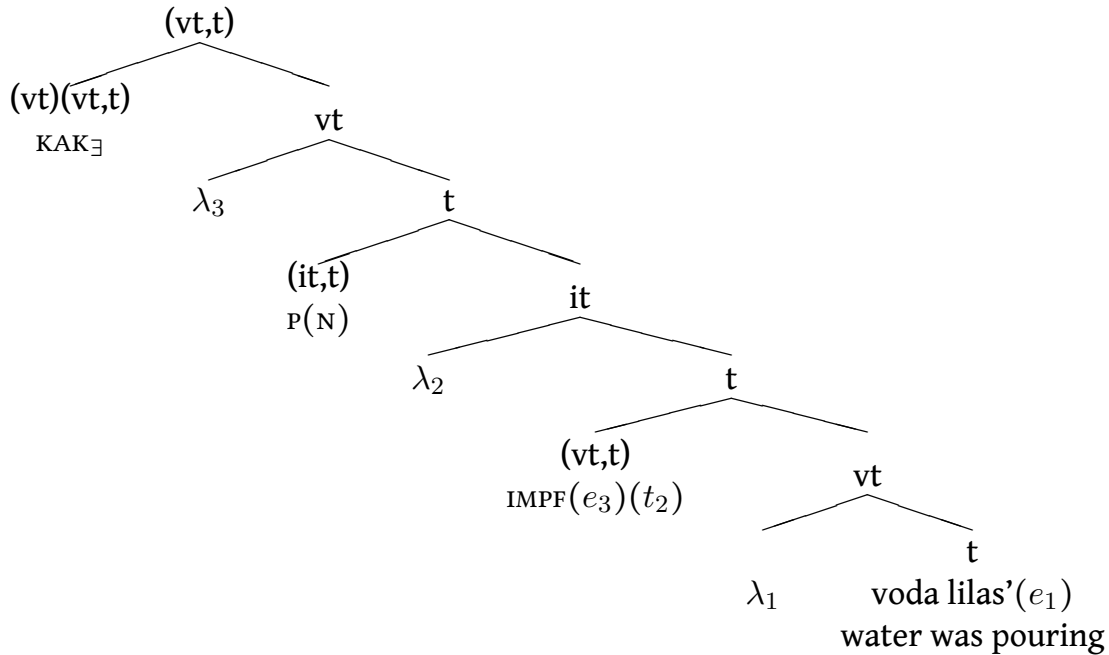 (vt,t)
(vt)(vt,t)
KAK∃
vt
λ3
t
(it,t)
P(N)
it
λ2
t
(vt,t)
IMPF(e3)(t2)
vt
λ1
t
voda lilas’(e1)
water was pouring